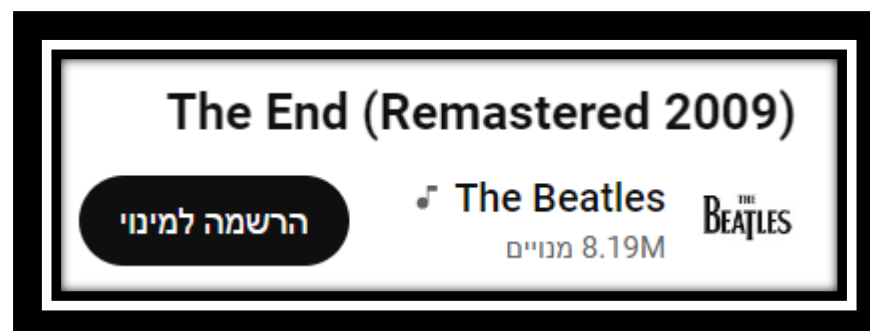 The End (Remastered 2009)
THE BEATLES
The Beatles
8.19M מנויים
הרשמה למינוי